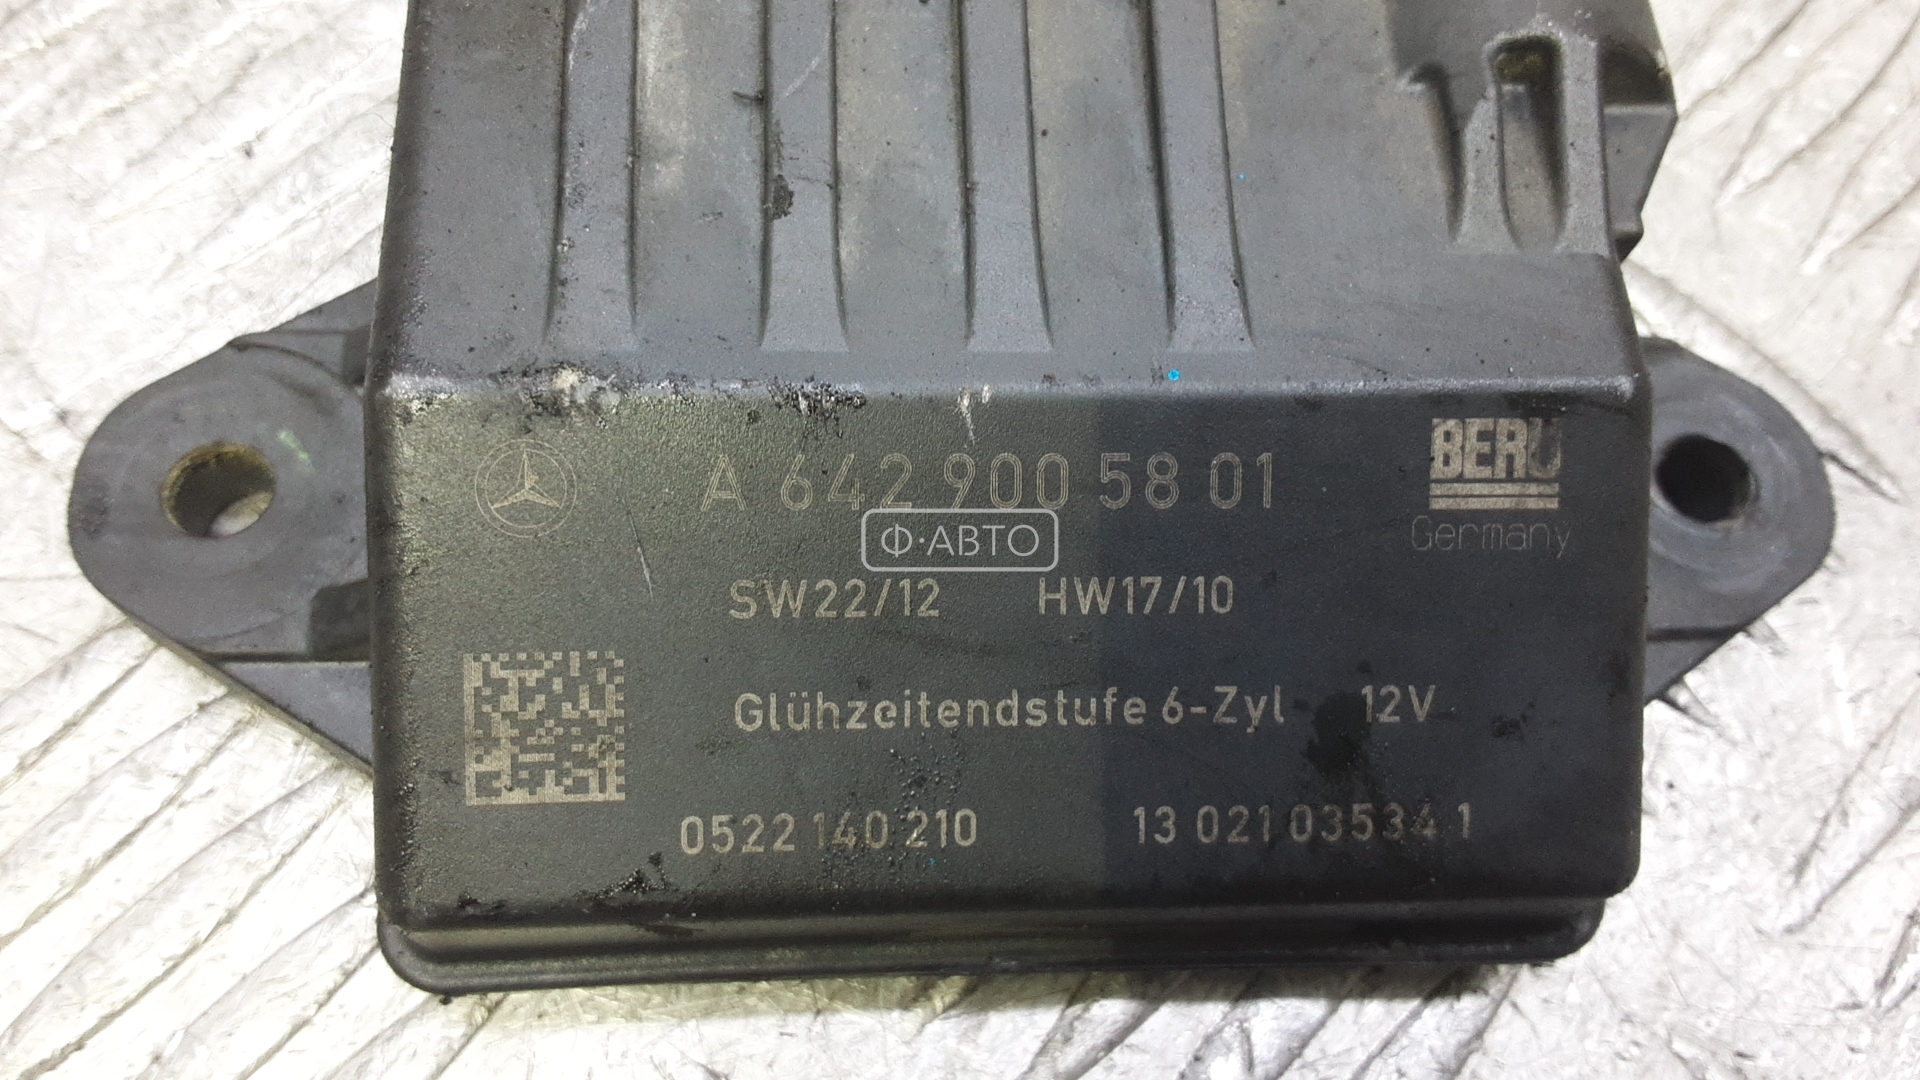 A 642 900 58 01
BERU
Germany
Ф·АВТО
SW22/12 HW17/10
Glühzeitendstufe 6-Zyl 12V
0522 140 210 13 021 03534 1